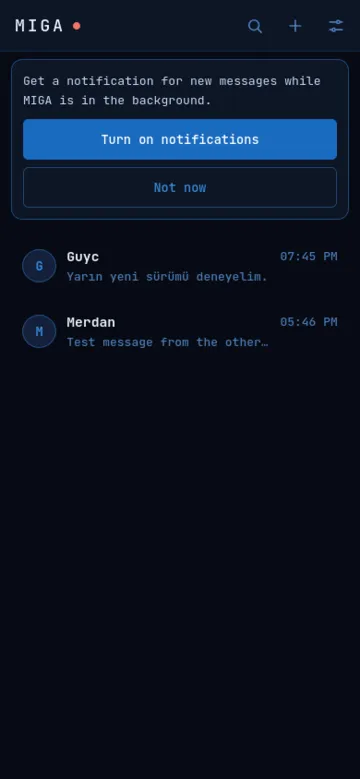 MIGA
Get a notification for new messages while
MIGA is in the background.
Turn on notifications
Not now
G
Guyc
07:45 PM
Yarın yeni sürümü deneyelim.
M
Merdan
05:46 PM
Test message from the other…